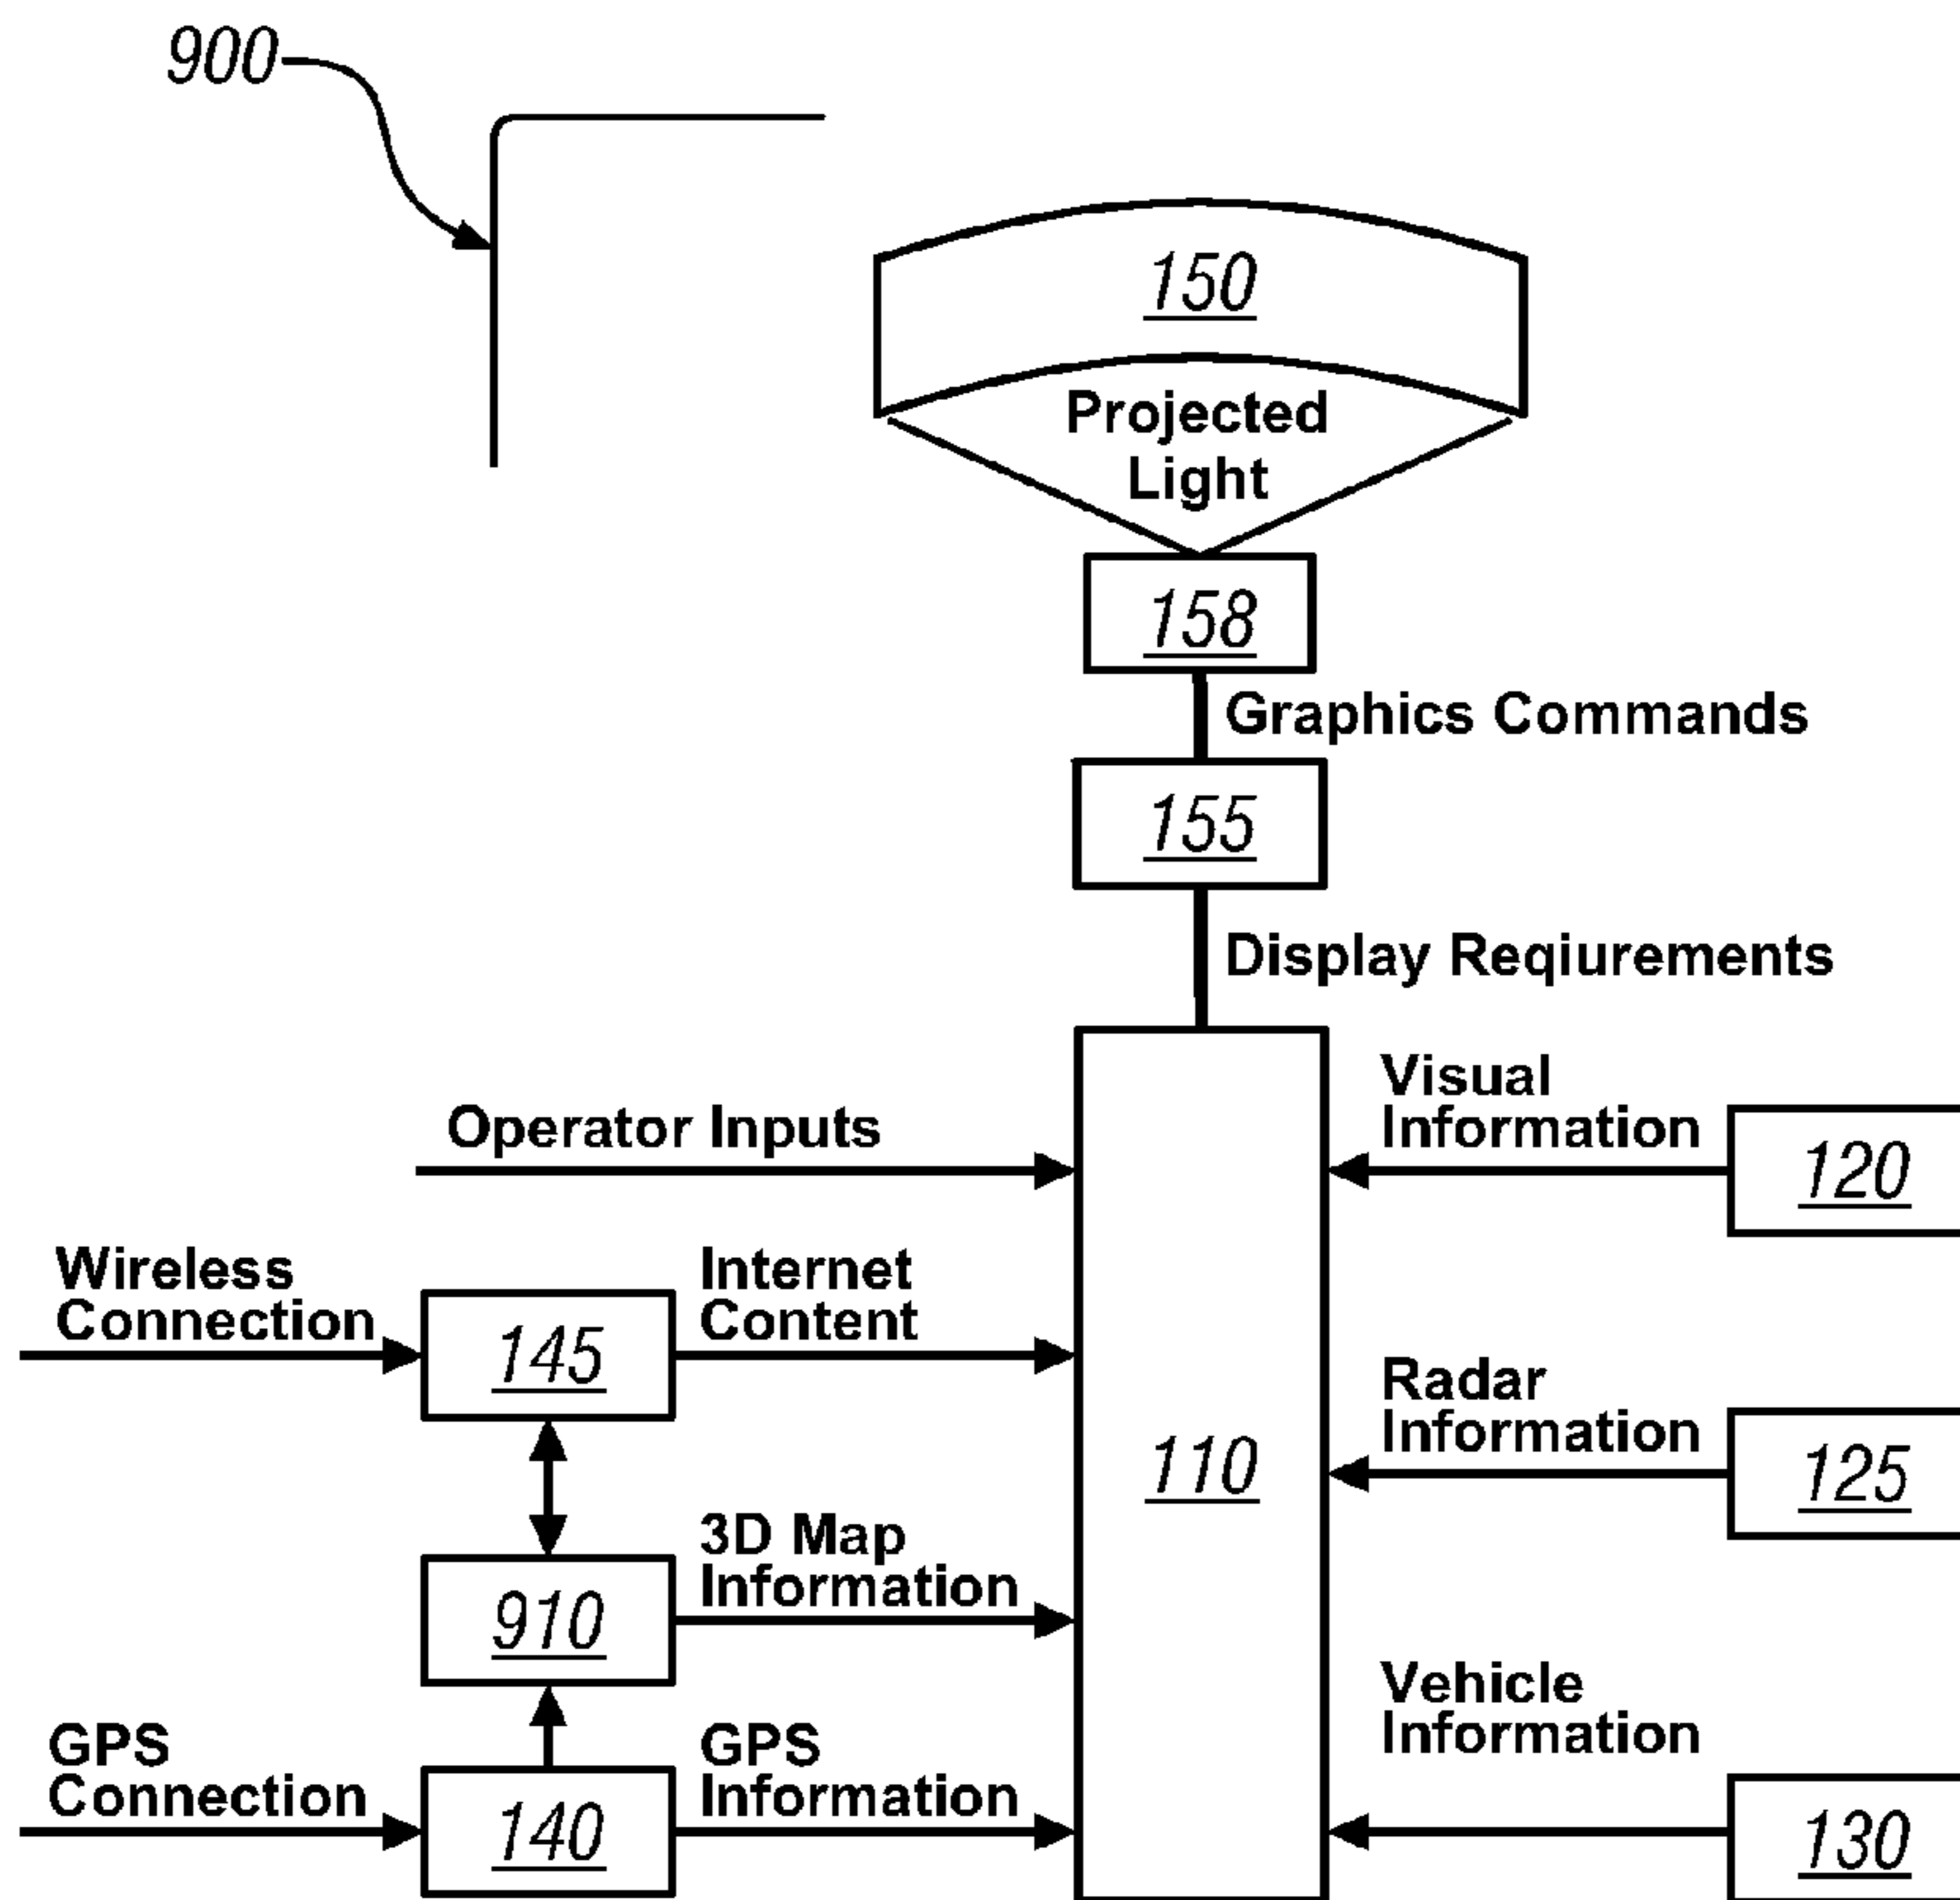 900
150
Projected
Light
158
Graphics Commands
155
Display Reqiurements
Visual
Information
Operator Inputs
120
Wireless
Connection
Internet
Content
145
Radar
Information
110
125
3D Map
Information
910
Vehicle
Information
GPS
Connection
GPS
Information
140
130